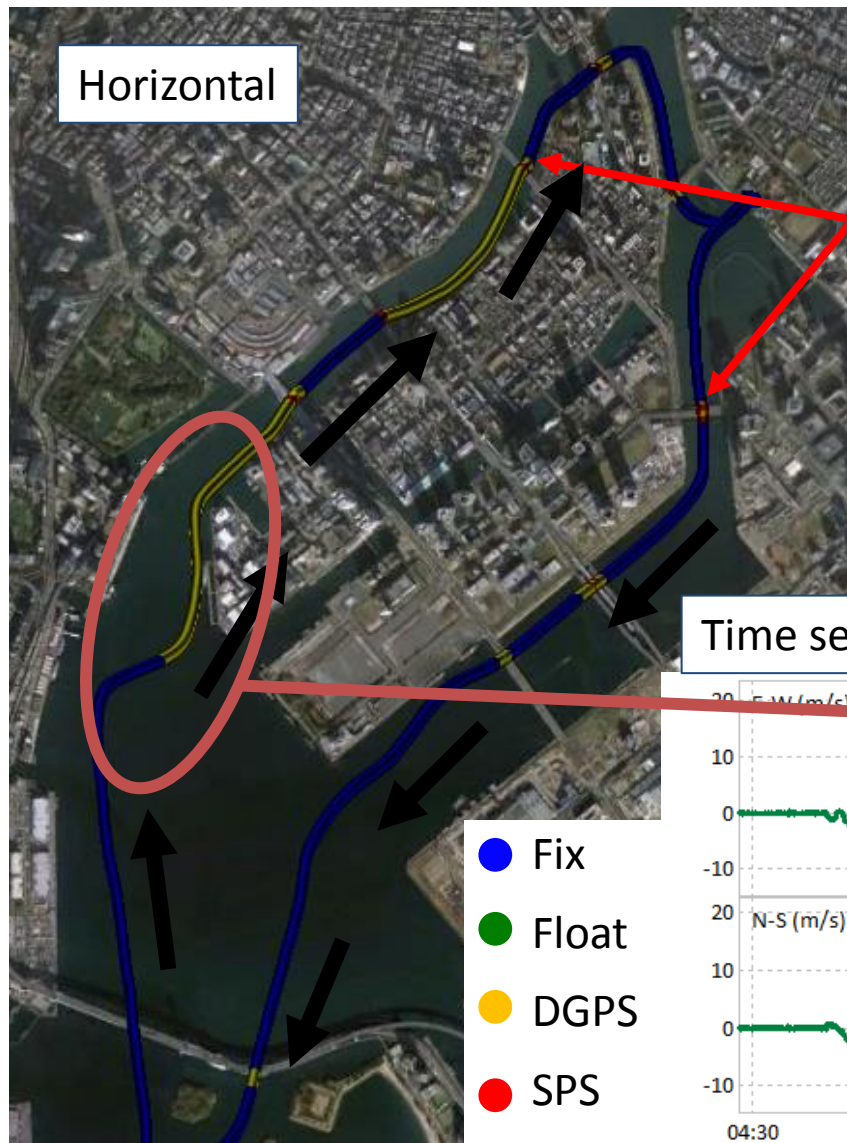 Horizontal
Time se
20 E-W (m/s)
10
0
-10
20
N-S (m/s)
10
0
-10
04:30
Fix
Float
DGPS
SPS